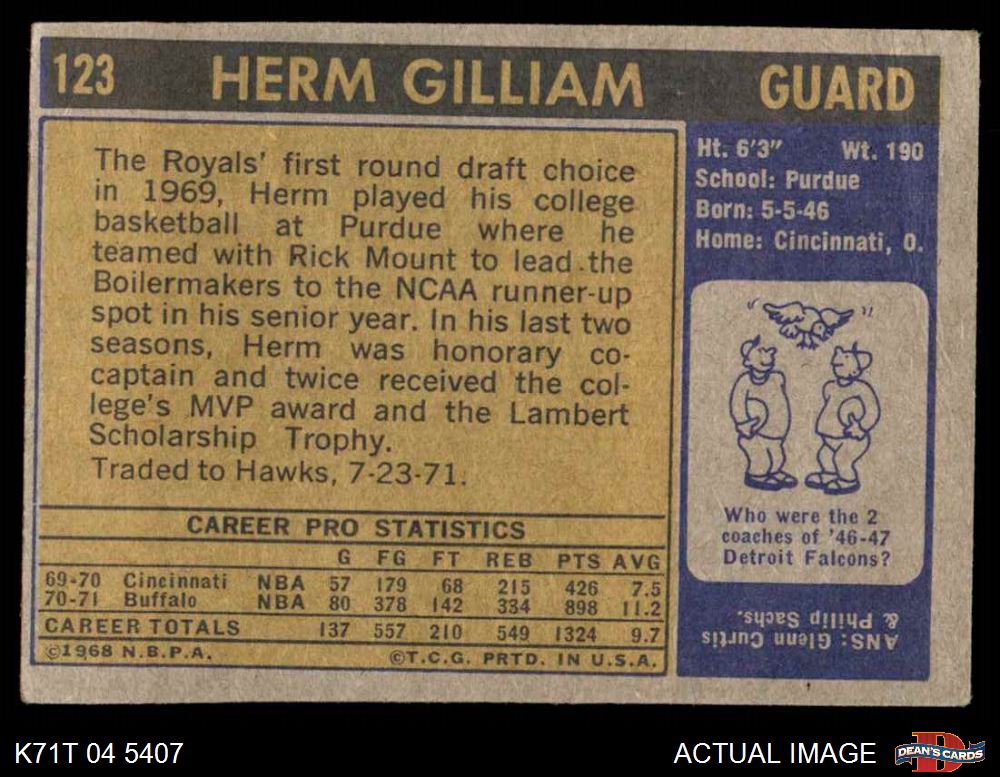 123 HERM GILLIAM GUARD
The Royals' first round draft choice
in 1969, Herm played his college
basketball at Purdue where he
teamed with Rick Mount to lead the
Boilermakers to the NCAA runner-up
spot in his senior year. In his last two
seasons, Herm was honorary co-
captain and twice received the col-
lege's MVP award and the Lambert
Scholarship Trophy.
Traded to Hawks, 7-23-71.
CAREER PRO STATISTICS
G FG FT REB PTS AVG
69-70 Cincinnati NBA 57 179 68 215 426 7.5
70-71 Buffalo NBA 80 378 142 334 898 11.2
CAREER TOTALS 137 557 210 549 1324 9.7
©1968 N.B.P.A. ©T.C.G. PRTD. IN U.S.A.
Ht. 6'3" Wt. 190
School: Purdue
Born: 5-5-46
Home: Cincinnati, O.
Who were the 2
coaches of '46-47
Detroit Falcons?
ANS: Glenn Curtis
& Philip Sachs.
K71T 04 5407 ACTUAL IMAGE D DEAN'S CARDS